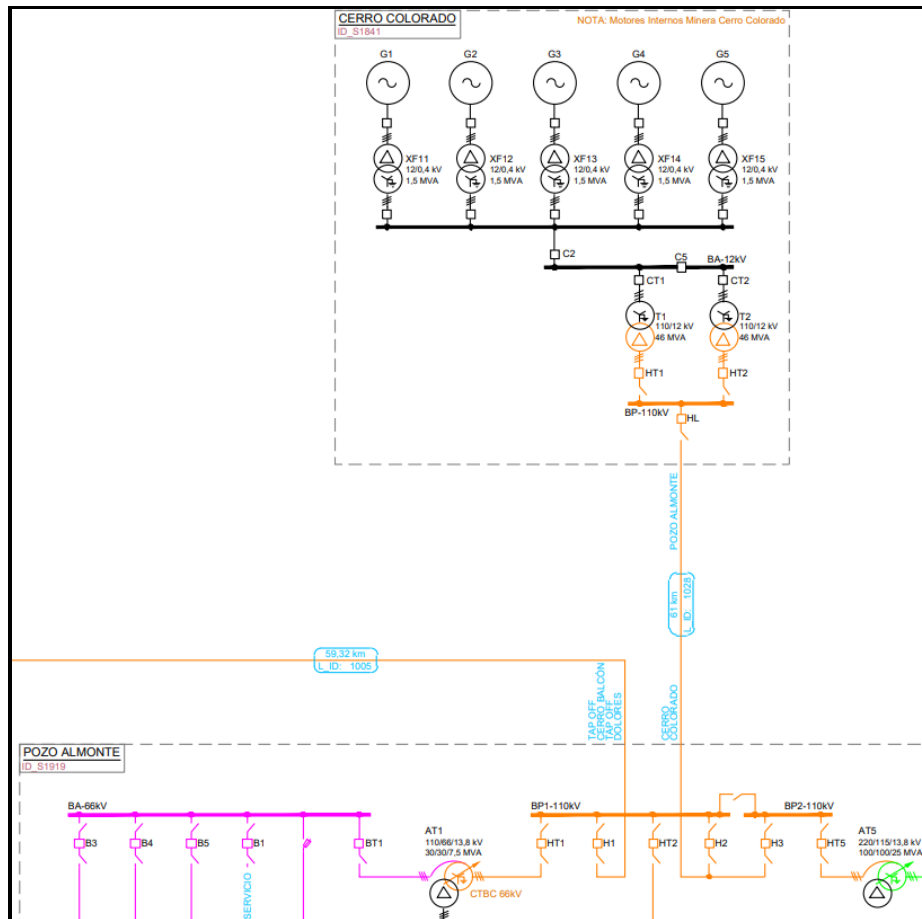 CERRO COLORADO
ID_S1841
NOTA: Motores Internos Minera Cerro Colorado
G1
G2
G3
G4
G5
XF11
12/0,4 kV
1,5 MVA
XF12
12/0,4 kV
1,5 MVA
XF13
12/0,4 kV
1,5 MVA
XF14
12/0,4 kV
1,5 MVA
XF15
12/0,4 kV
1,5 MVA
C2
C5
BA-12kV
CT1
CT2
T1
110/12 kV
46 MVA
T2
110/12 kV
46 MVA
HT1
HT2
BP-110kV
HL
POZO ALMONTE
61 km
L_ID: 1028
59,32 km
L_ID: 1005
TAP OFF
CERRO BALCÓN
TAP OFF
DOLORES
CERRO
COLORADO
POZO ALMONTE
ID_S1919
BA-66kV
BP1-110kV
BP2-110kV
B3
B4
B5
B1
BT1
AT1
110/66/13,8 kV
30/30/7,5 MVA
HT1
H1
HT2
H2
H3
HT5
AT5
220/115/13,8 kV
100/100/25 MVA
CTBC 66kV
SERVICIO